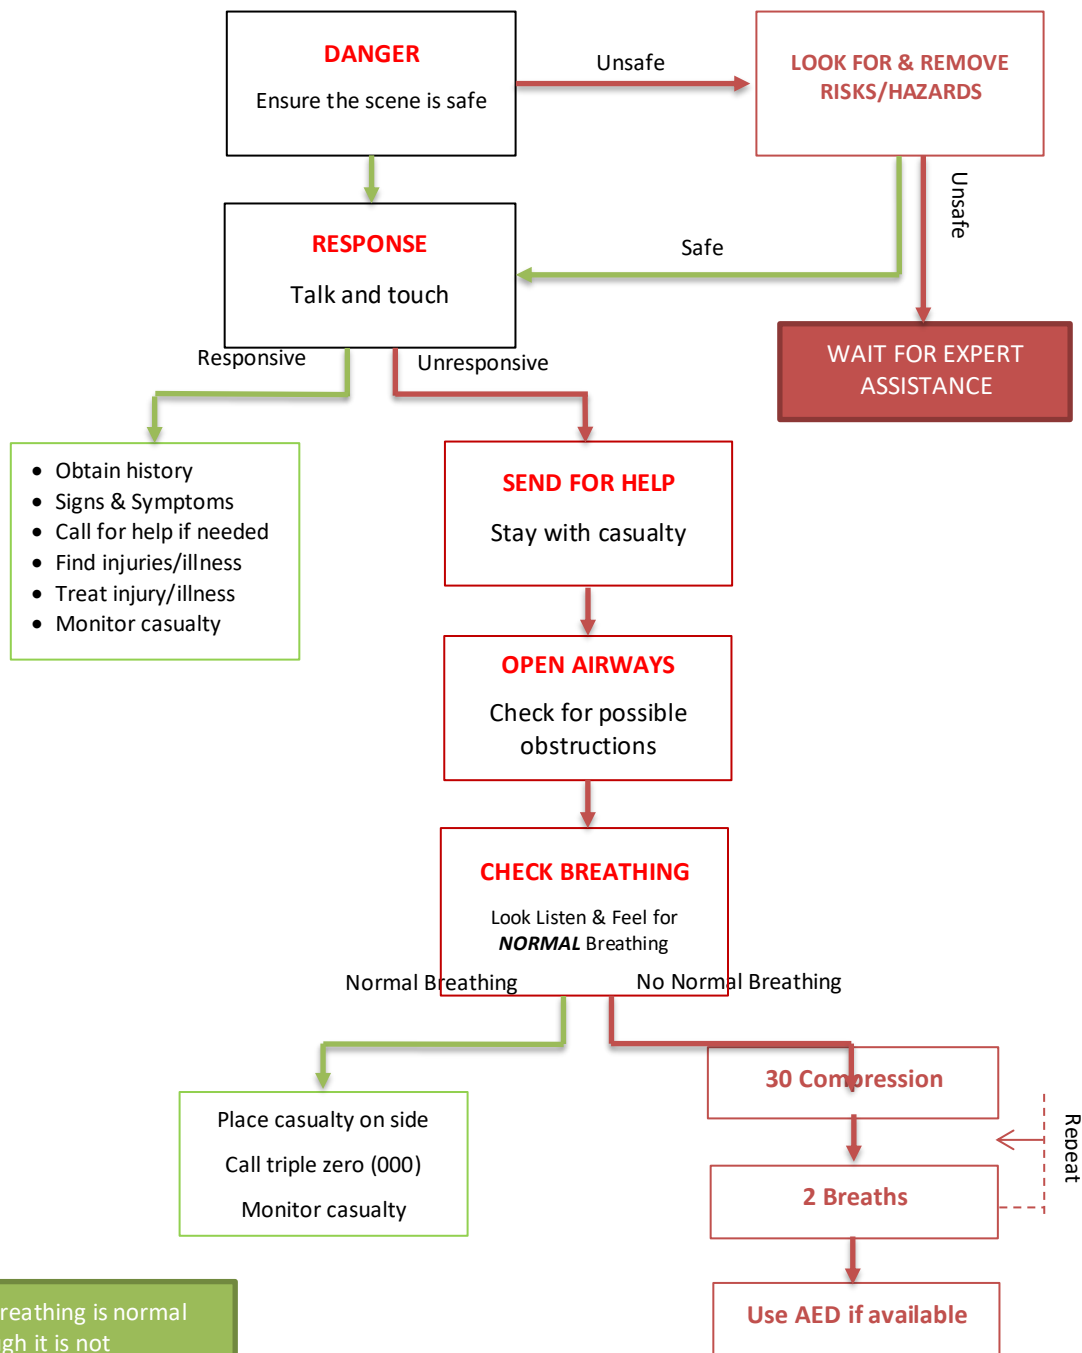 DANGER
Ensure the scene is safe
Unsafe
LOOK FOR & REMOVE
RISKS/HAZARDS
Unsafe
RESPONSE
Talk and touch
Safe
WAIT FOR EXPERT
ASSISTANCE
Responsive
Unresponsive
• Obtain history
• Signs & Symptoms
• Call for help if needed
• Find injuries/illness
• Treat injury/illness
• Monitor casualty
SEND FOR HELP
Stay with casualty
OPEN AIRWAYS
Check for possible
obstructions
CHECK BREATHING
Look Listen & Feel for
NORMAL Breathing
Normal Breathing
No Normal Breathing
Place casualty on side
Call triple zero (000)
Monitor casualty
30 Compression
Repeat
2 Breaths
Use AED if available
reathing is normal
gh it is not